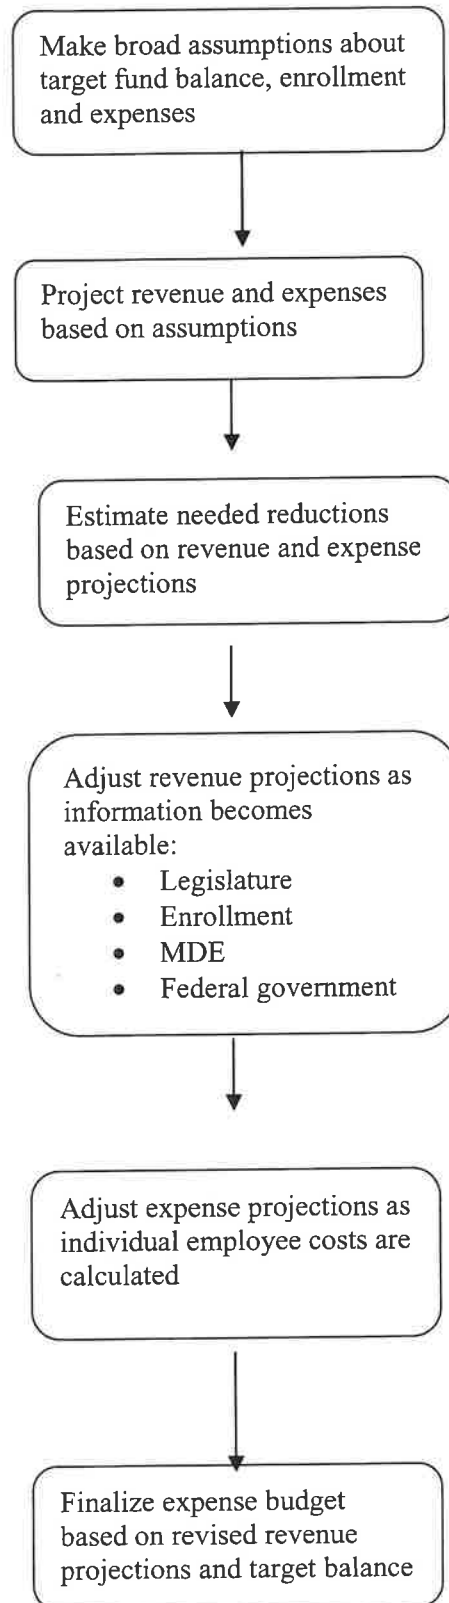 Make broad assumptions about
target fund balance, enrollment
and expenses
Project revenue and expenses
based on assumptions
Estimate needed reductions
based on revenue and expense
projections
Adjust revenue projections as
information becomes
available:
• Legislature
• Enrollment
• MDE
• Federal government
Adjust expense projections as
individual employee costs are
calculated
Finalize expense budget
based on revised revenue
projections and target balance